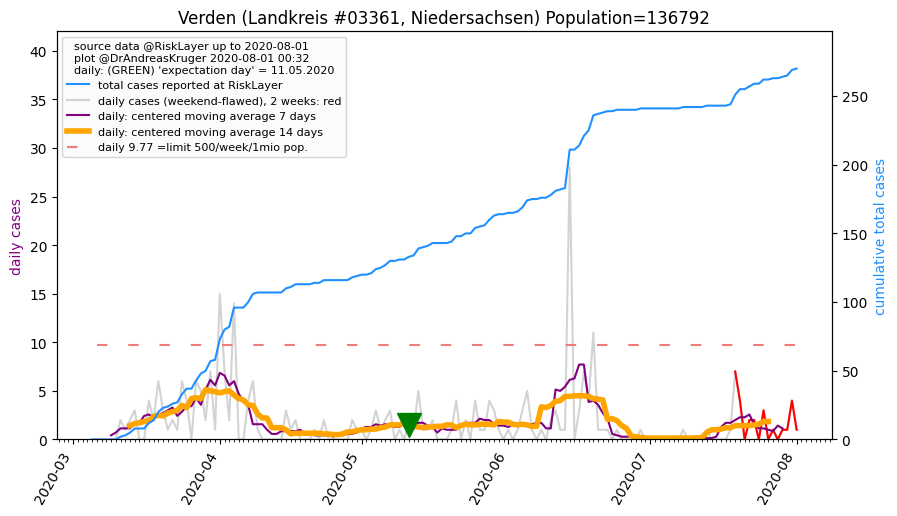 Verden (Landkreis #03361, Niedersachsen) Population=136792
source data @RiskLayer up to 2020-08-01
plot @DrAndreasKruger 2020-08-01 00:32
daily: (GREEN) 'expectation day' = 11.05.2020
total cases reported at RiskLayer
daily cases (weekend-flawed), 2 weeks: red
daily: centered moving average 7 days
daily: centered moving average 14 days
daily 9.77 =limit 500/week/1mio pop.
daily cases
40
35
30
25
20
15
10
5
0
cumulative total cases
250
200
150
100
50
0
2020-03
2020-04
2020-05
2020-06
2020-07
2020-08